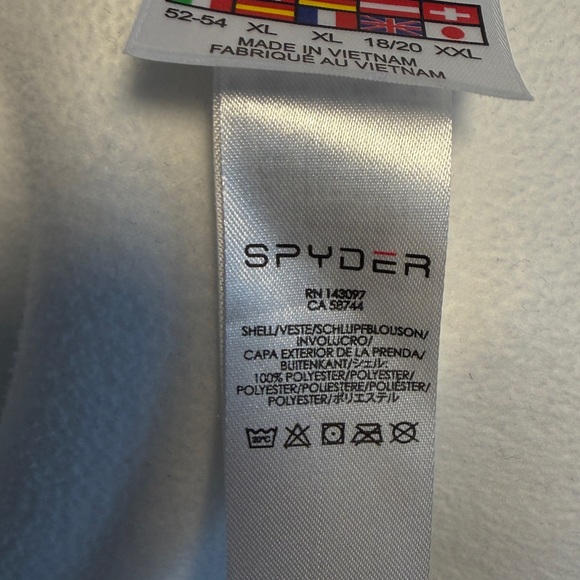 52-54 XL XL 18/20 XXL
MADE IN VIETNAM
FABRIQUÉ AU VIETNAM
SPYDER
RN 143097
CA 58744
SHELL/VESTE/SCHLUPFBLOUSON/
INVOLUCRO/
CAPA EXTERIOR DE LA PRENDA/
BUITENKANT/シェル:
100% POLYESTER/POLYESTER/
POLYESTER/POLIESTERE/POLIÉSTER/
POLYESTER/ポリエステル
30°C